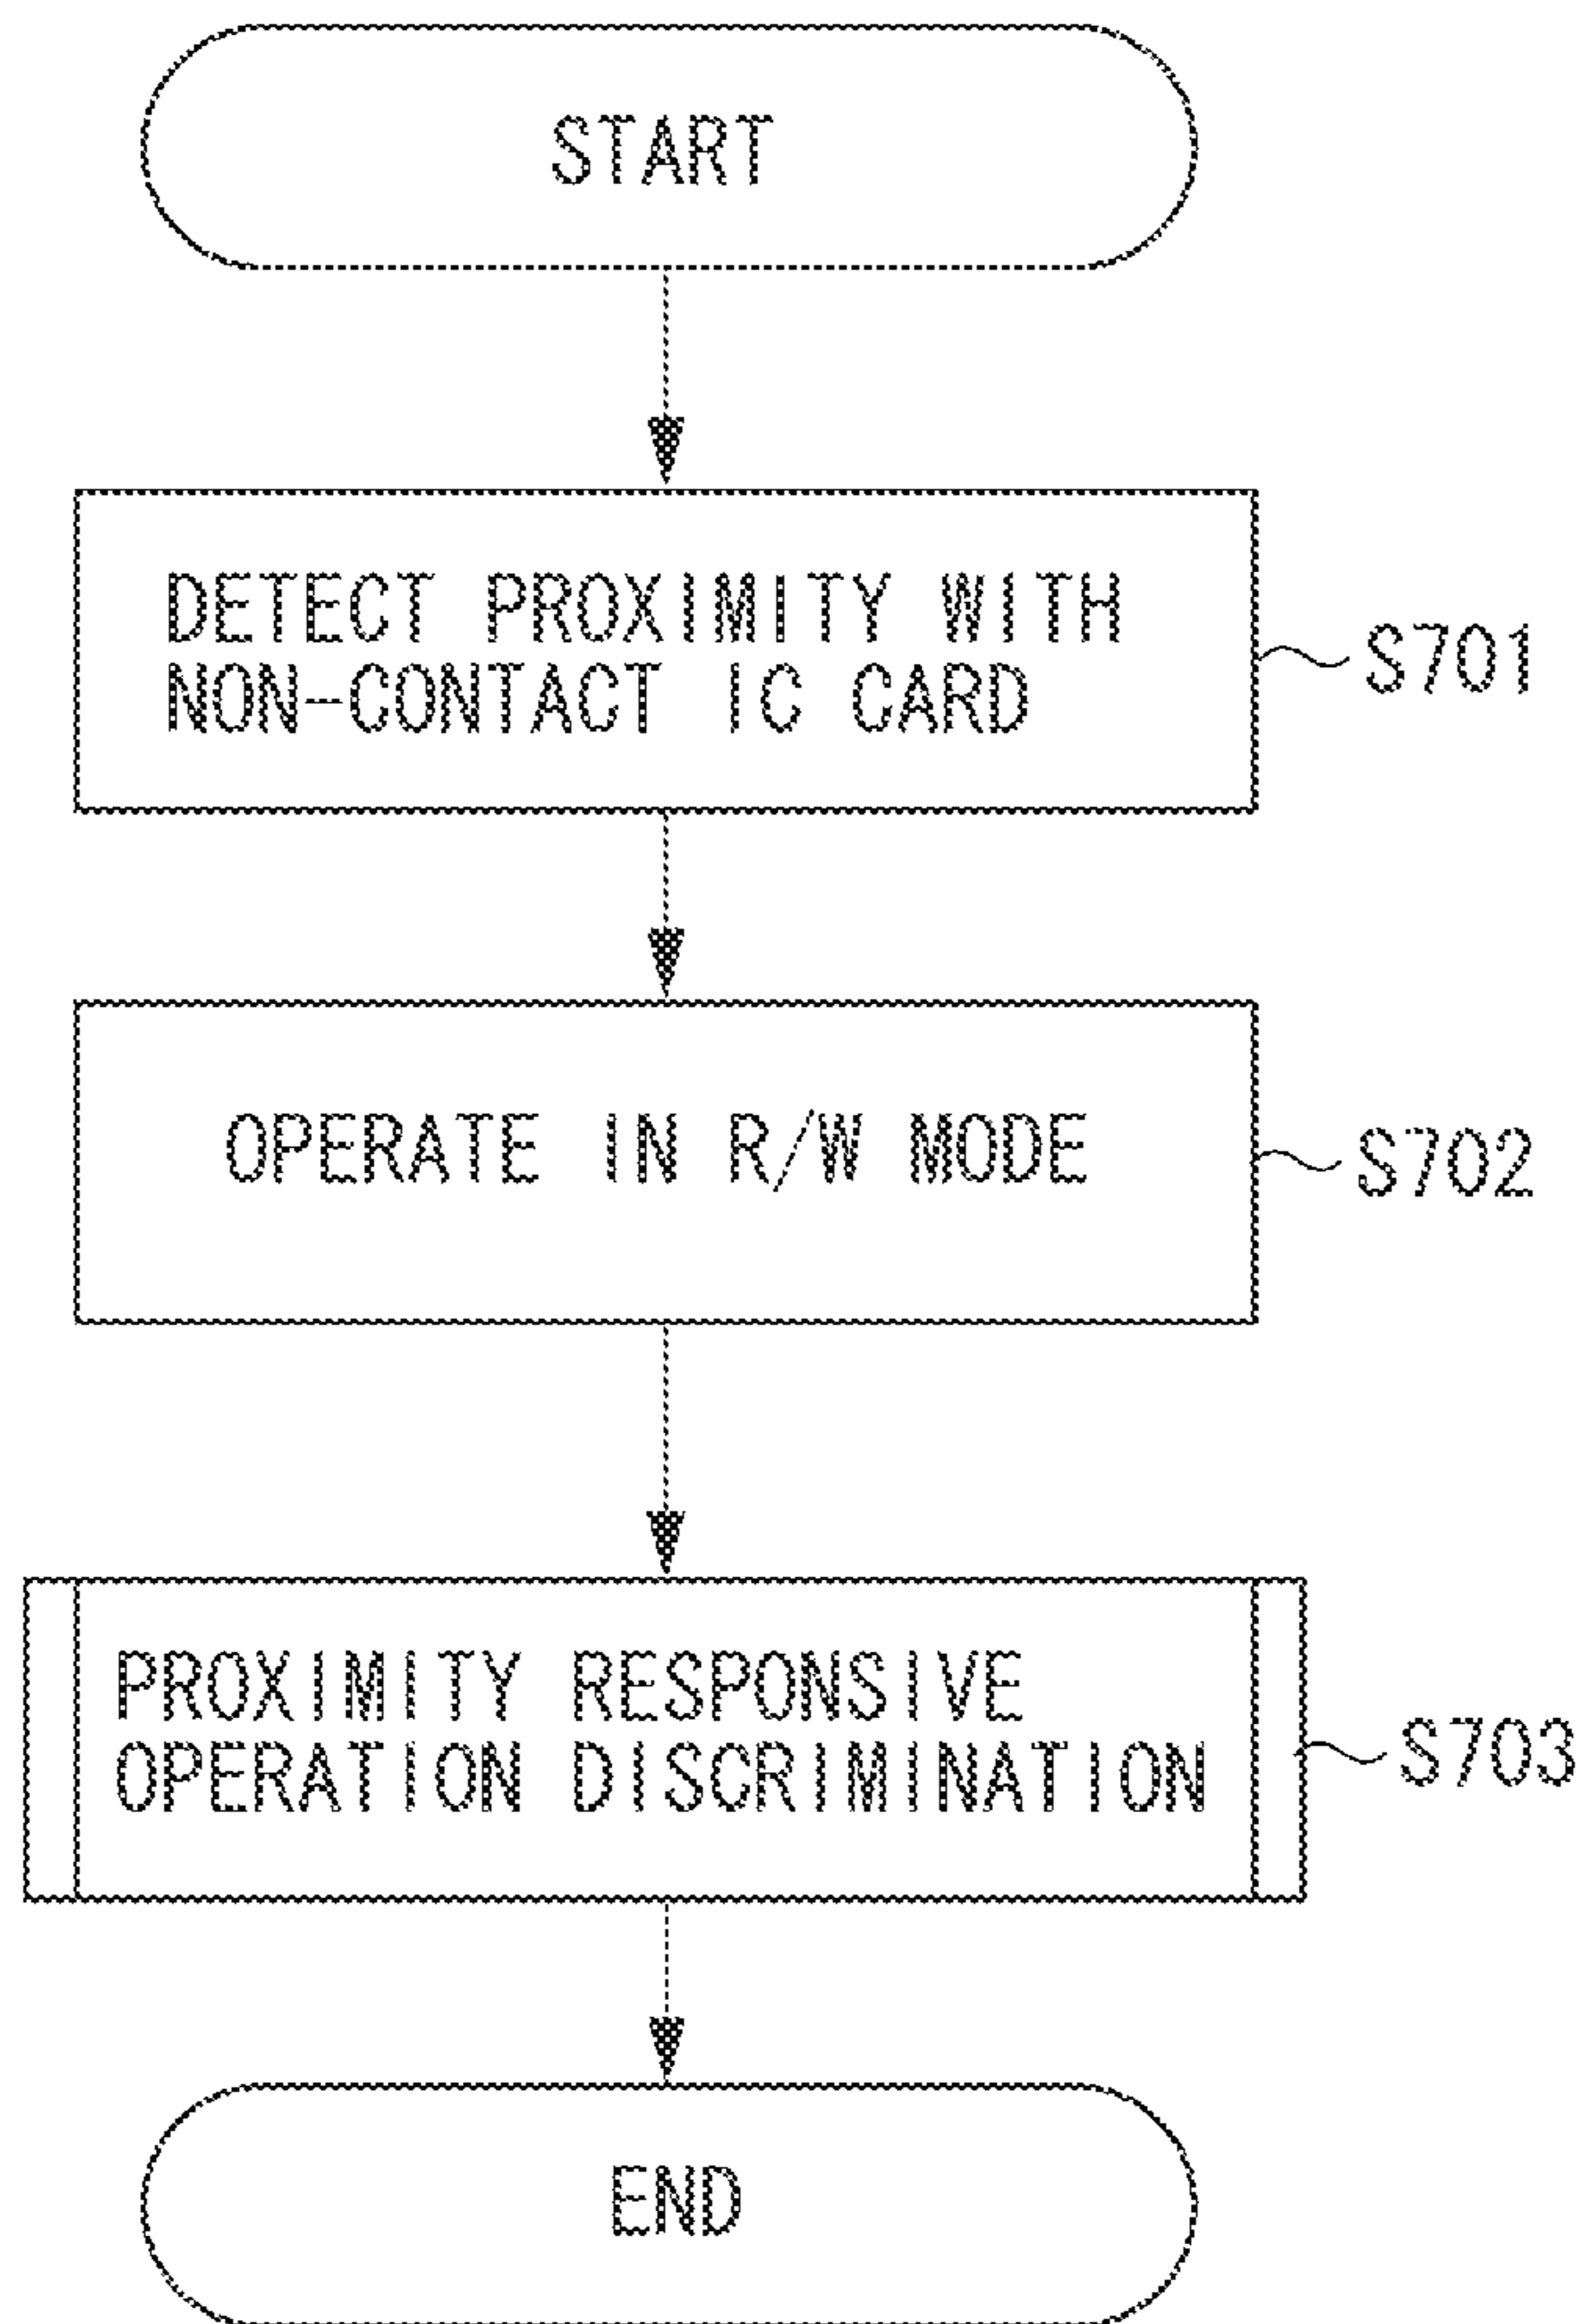 START
DETECT PROXIMITY WITH
NON-CONTACT IC CARD
S701
OPERATE IN R/W MODE
S702
PROXIMITY RESPONSIVE
OPERATION DISCRIMINATION
S703
END